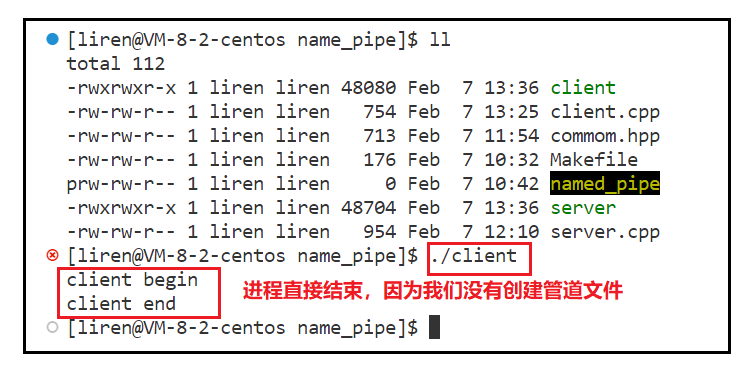 [liren@VM-8-2-centos name_pipe]$ ll
total 112
-rwxrwxr-x 1 liren liren 48080 Feb  7 13:36 client
-rw-rw-r-- 1 liren liren   754 Feb  7 13:25 client.cpp
-rw-rw-r-- 1 liren liren   713 Feb  7 11:54 commom.hpp
-rw-rw-r-- 1 liren liren   176 Feb  7 10:32 Makefile
prw-rw-r-- 1 liren liren     0 Feb  7 10:42 named_pipe
-rwxrwxr-x 1 liren liren 48704 Feb  7 13:36 server
-rw-rw-r-- 1 liren liren   954 Feb  7 12:10 server.cpp
[liren@VM-8-2-centos name_pipe]$ ./client
client begin
进程直接结束，因为我们没有创建管道文件
client end
[liren@VM-8-2-centos name_pipe]$